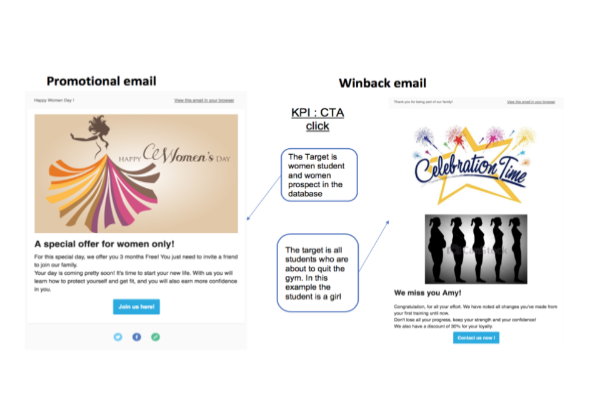 Promotional email
Winback email
Happy Woman Day !
View this email in your browser
HAPPY Women's DAY
A special offer for women only!
For this special day, we offer you 3 months Free! You just need to invite a friend
to join our family.
Your day is coming pretty soon! It's time to start your new life. With us you will
learn how to protect yourself and get fit, and you will also earn more confidence
in you.
Join us here!
KPI : CTA
click
The Target is
women student
and women
prospect in the
database
The target is all
students who are
about to quit the
gym. In this
example the
student is a girl
Thank you for being part of our family!
View this email in your browser
Celebration Time
We miss you Amy!
Congratulation, for all your effort. We have noted all changes you've made from
your first training until now.
Don't lose all your progress, keep your strength and your confidence!
We also have a discount of 30% for your loyalty.
Contact us now !